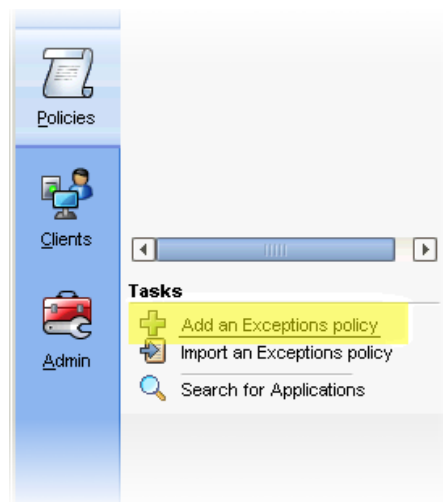 Policies
Clients
Admin
Tasks
Add an Exceptions policy
Import an Exceptions policy
Search for Applications